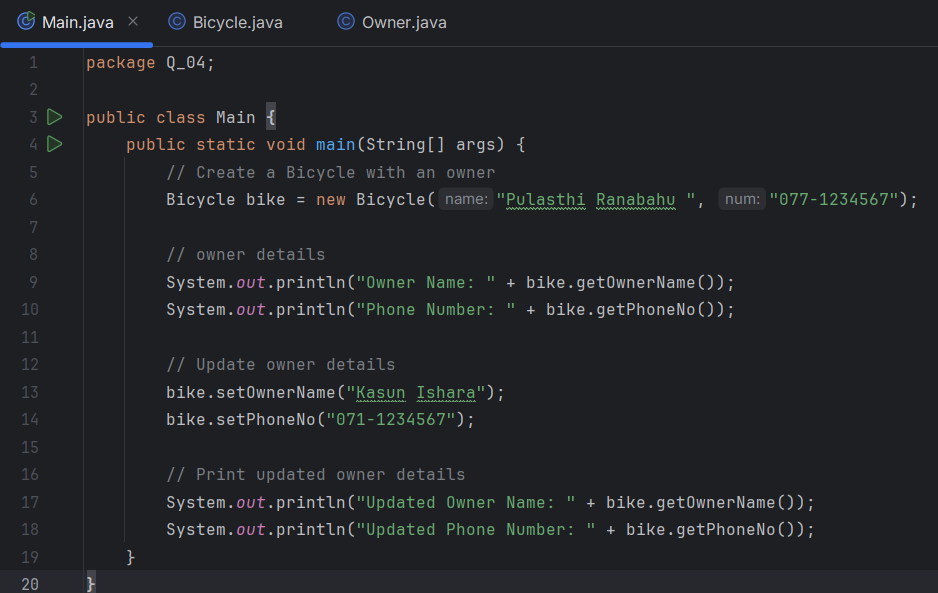 Main.java Bicycle.java Owner.java
1 package Q_04;
2
3 public class Main {
4 public static void main(String[] args) {
5 // Create a Bicycle with an owner
6 Bicycle bike = new Bicycle( name: "Pulasthi Ranabahu ", num: "077-1234567");
7
8 // owner details
9 System.out.println("Owner Name: " + bike.getOwnerName());
10 System.out.println("Phone Number: " + bike.getPhoneNo());
11
12 // Update owner details
13 bike.setOwnerName("Kasun Ishara");
14 bike.setPhoneNo("071-1234567");
15
16 // Print updated owner details
17 System.out.println("Updated Owner Name: " + bike.getOwnerName());
18 System.out.println("Updated Phone Number: " + bike.getPhoneNo());
19 }
20 }